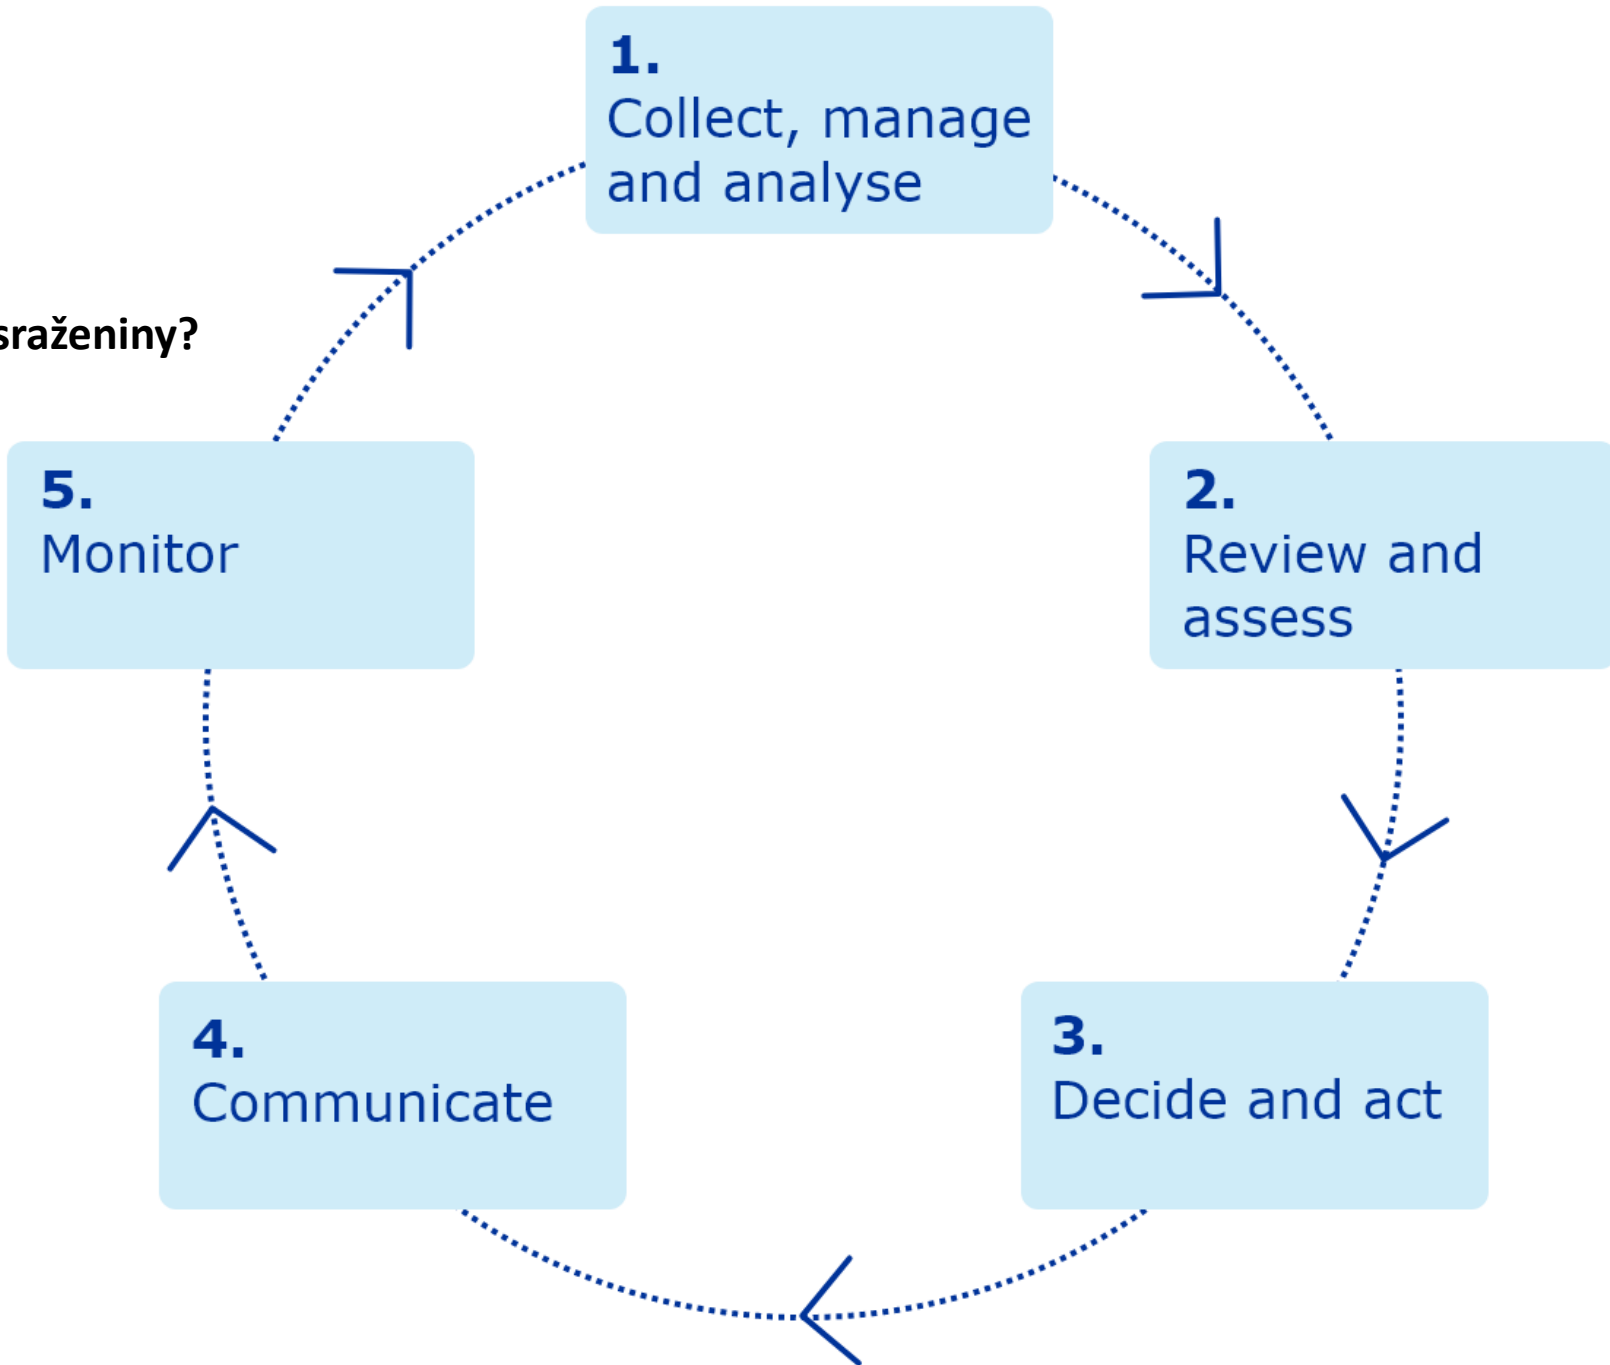 1.
Collect, manage
and analyse
sraženiny?
5.
Monitor
2.
Review and
assess
4.
Communicate
3.
Decide and act